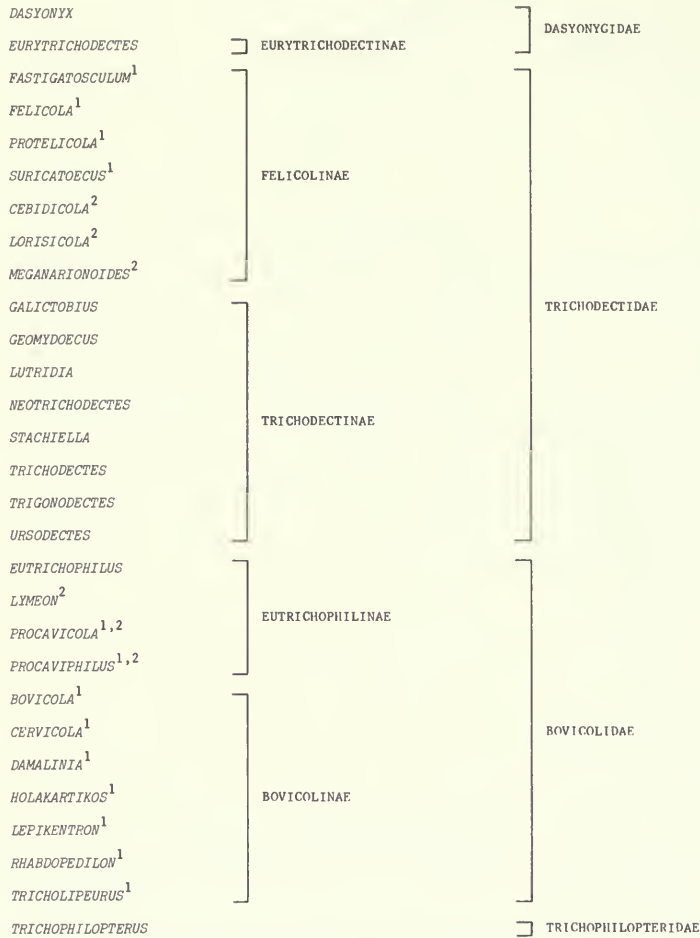 DASYONYX
DASYONYGIDAE
EURYTRICHODECTES EURYTRICHODECTINAE
FASTIGATOSCULUM¹
FELICOLA¹
PROTELICOLA¹
SURICATOECUS¹ FELICOLINAE
CEBIDICOLA²
LORISICOLA²
MEGANARIONOIDES²
GALICTOBIUS TRICHODECTIDAE
GEOMYDOECUS
LUTRIDIA
NEOTRICHODECTES
TRICHODECTINAE
STACHIELLA
TRICHODECTES
TRIGONODECTES
URSODECTES
EUTRICHOPHILUS
LYMEON²
EUTRICHOPHILINAE
PROCAVICOLA¹,²
PROCAVIPHILUS¹,²
BOVICOLA¹
CERVICOLA¹ BOVICOLIDAE
DAMALINIA¹
HOLAKARTIKOS¹ BOVICOLINAE
LEPIKENTRON¹
RHABDOPEDILON¹
TRICHOLIPEURUS¹
TRICHOPHILOPTERUS TRICHOPHILOPTERIDAE